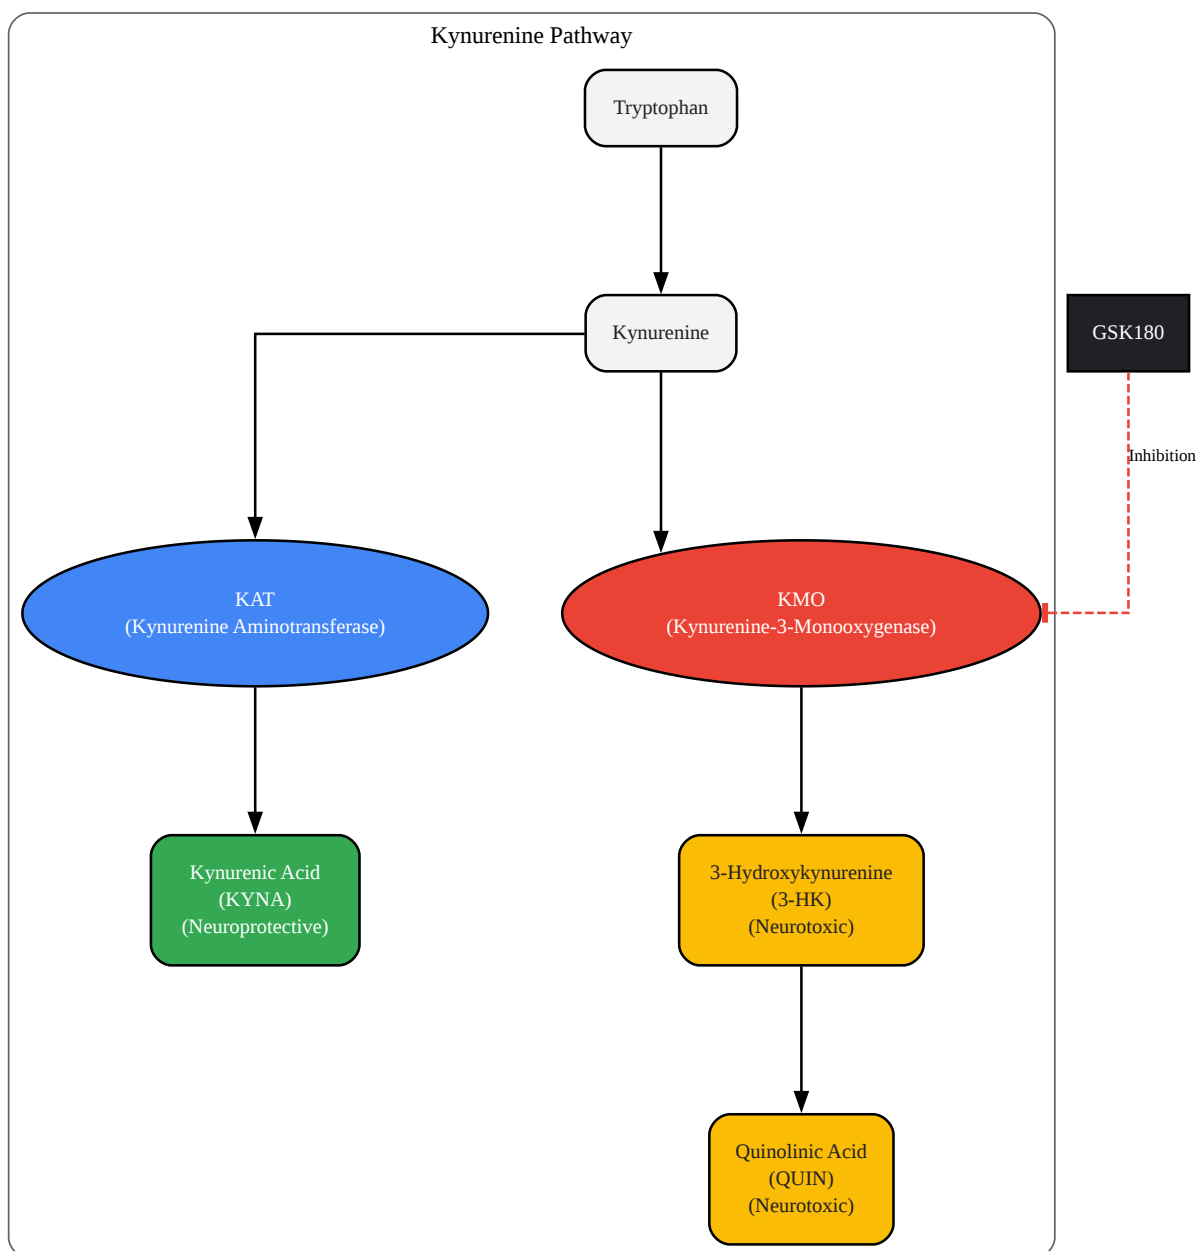 Kynurenine Pathway
Tryptophan
Kynurenine
GSK180
Inhibition
KAT
(Kynurenine Aminotransferase)
KMO
(Kynurenine-3-Monooxygenase)
Kynurenic Acid
(KYNA)
(Neuroprotective)
3-Hydroxykynurenine
(3-HK)
(Neurotoxic)
Quinolinic Acid
(QUIN)
(Neurotoxic)